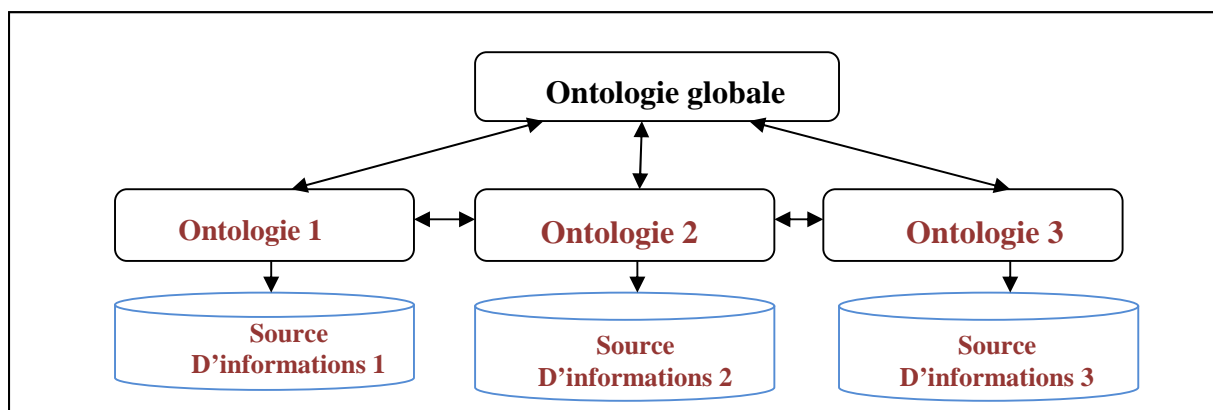 Ontologie globale
Ontologie 1
Ontologie 2
Ontologie 3
Source
D’informations 1
Source
D’informations 2
Source
D’informations 3